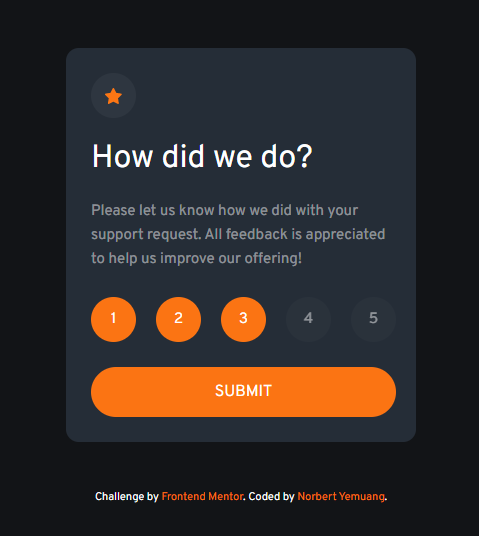 How did we do?
Please let us know how we did with your
support request. All feedback is appreciated
to help us improve our offering!
1 2 3 4 5
SUBMIT
Challenge by Frontend Mentor. Coded by Norbert Yemuang.